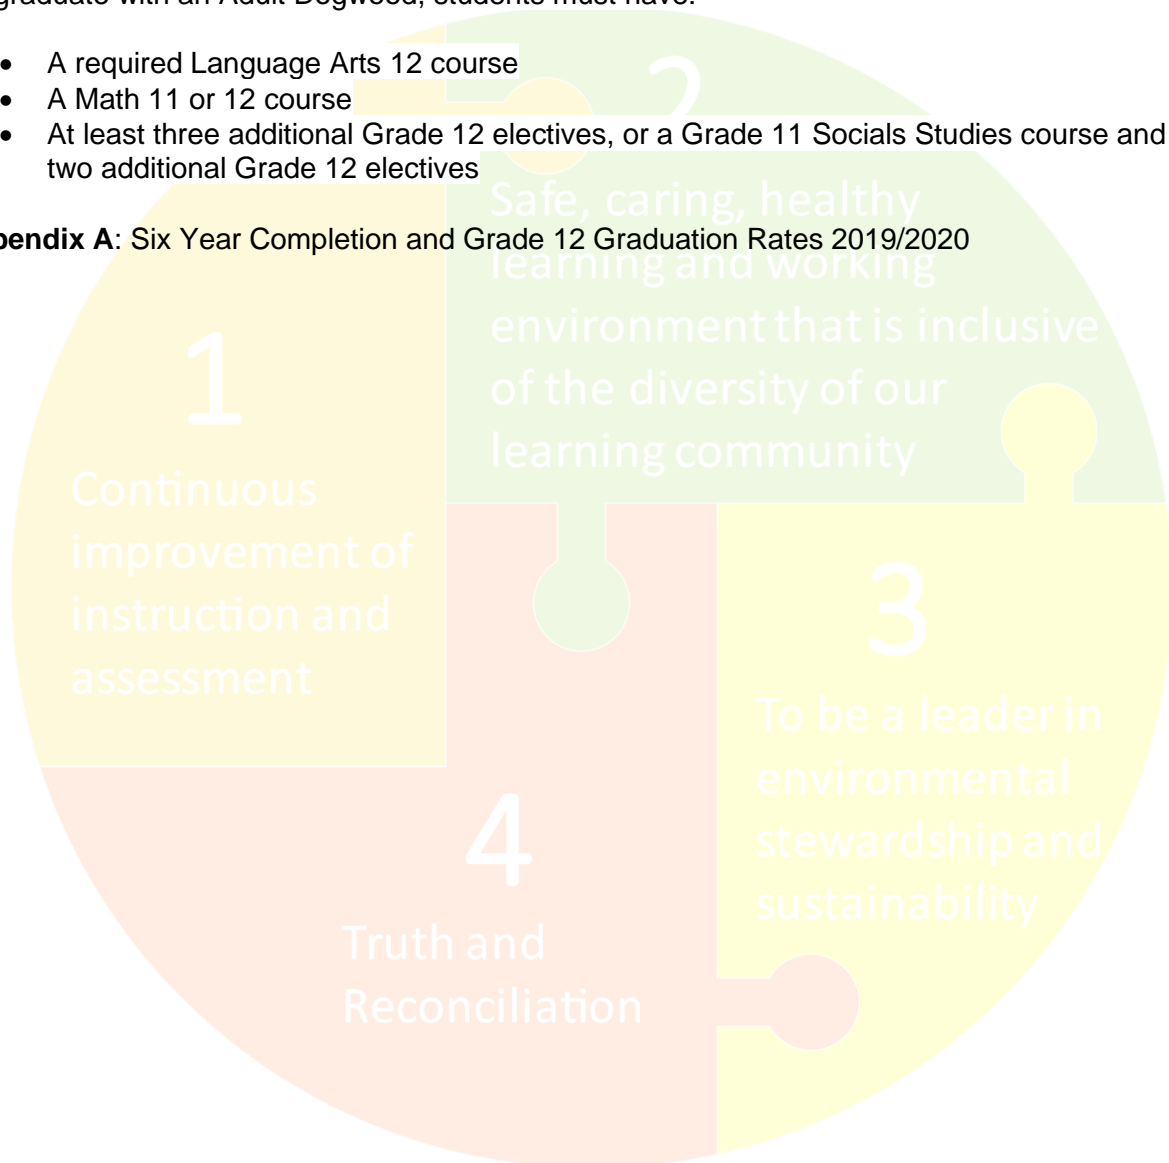 graduate with an Adult Dogwood, students must have:
• A required Language Arts 12 course
• A Math 11 or 12 course
• At least three additional Grade 12 electives, or a Grade 11 Socials Studies course and
two additional Grade 12 electives
pendix A: Six Year Completion and Grade 12 Graduation Rates 2019/2020
1
Continuous
improvement of
instruction and
assessment
2
Safe, caring, healthy
learning and working
environment that is inclusive
of the diversity of our
learning community
3
To be a leader in
environmental
stewardship and
sustainability
4
Truth and
Reconciliation